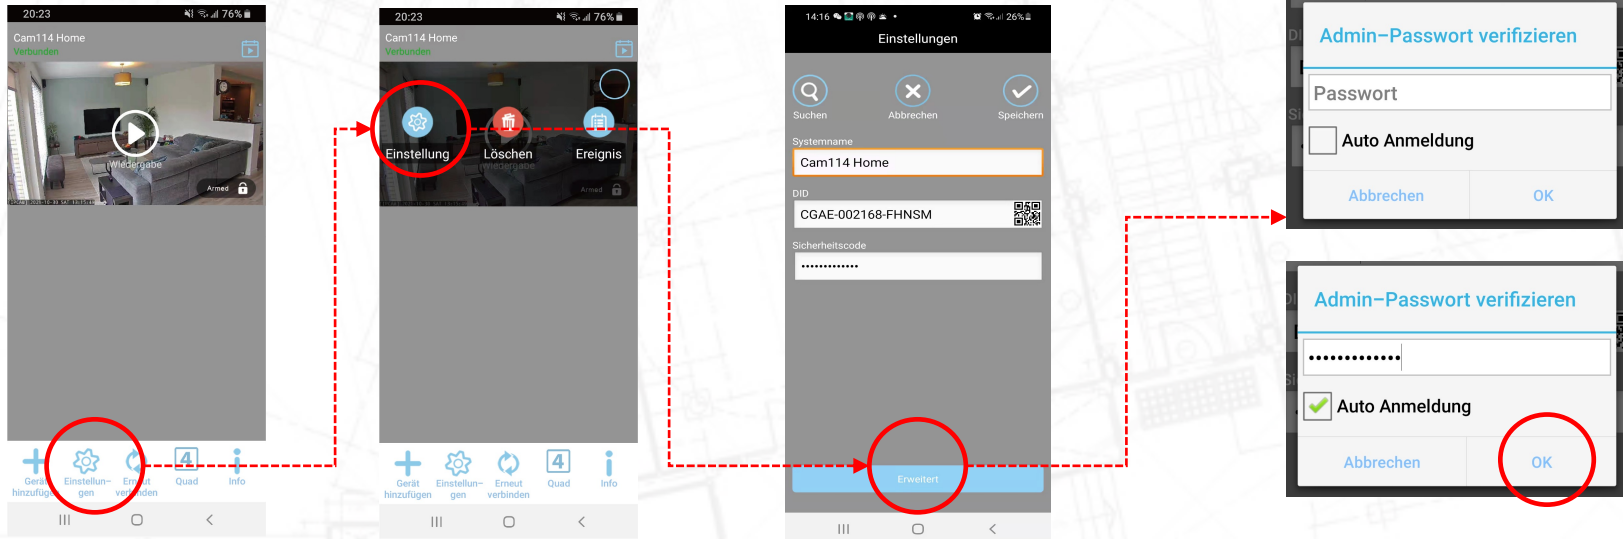 20:23
76%
Cam114 Home
Verbunden
Wiedergabe
Armed
Gerät
hinzufügen
Einstellun-
gen
Erneut
verbinden
4
Quad
Info
20:23
76%
Cam114 Home
Verbunden
Einstellung
Löschen
Ereignis
Wiedergabe
Armed
Gerät
hinzufügen
Einstellun-
gen
Erneut
verbinden
4
Quad
Info
14:16
26%
Einstellungen
Suchen
Abbrechen
Speichern
Systemname
Cam114 Home
DID
CGAE-002168-FHNSM
Sicherheitscode
•••••••••••••
Erweitert
Admin-Passwort verifizieren
Passwort
Auto Anmeldung
Abbrechen
OK
Admin-Passwort verifizieren
•••••••••••••
Auto Anmeldung
Abbrechen
OK